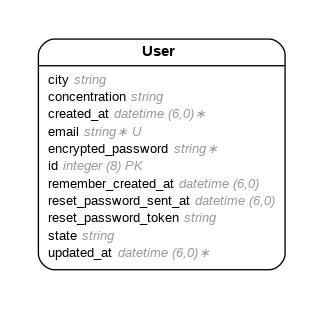 User
city string
concentration string
created_at datetime (6,0)∗
email string∗ U
encrypted_password string∗
id integer (8) PK
remember_created_at datetime (6,0)
reset_password_sent_at datetime (6,0)
reset_password_token string
state string
updated_at datetime (6,0)∗